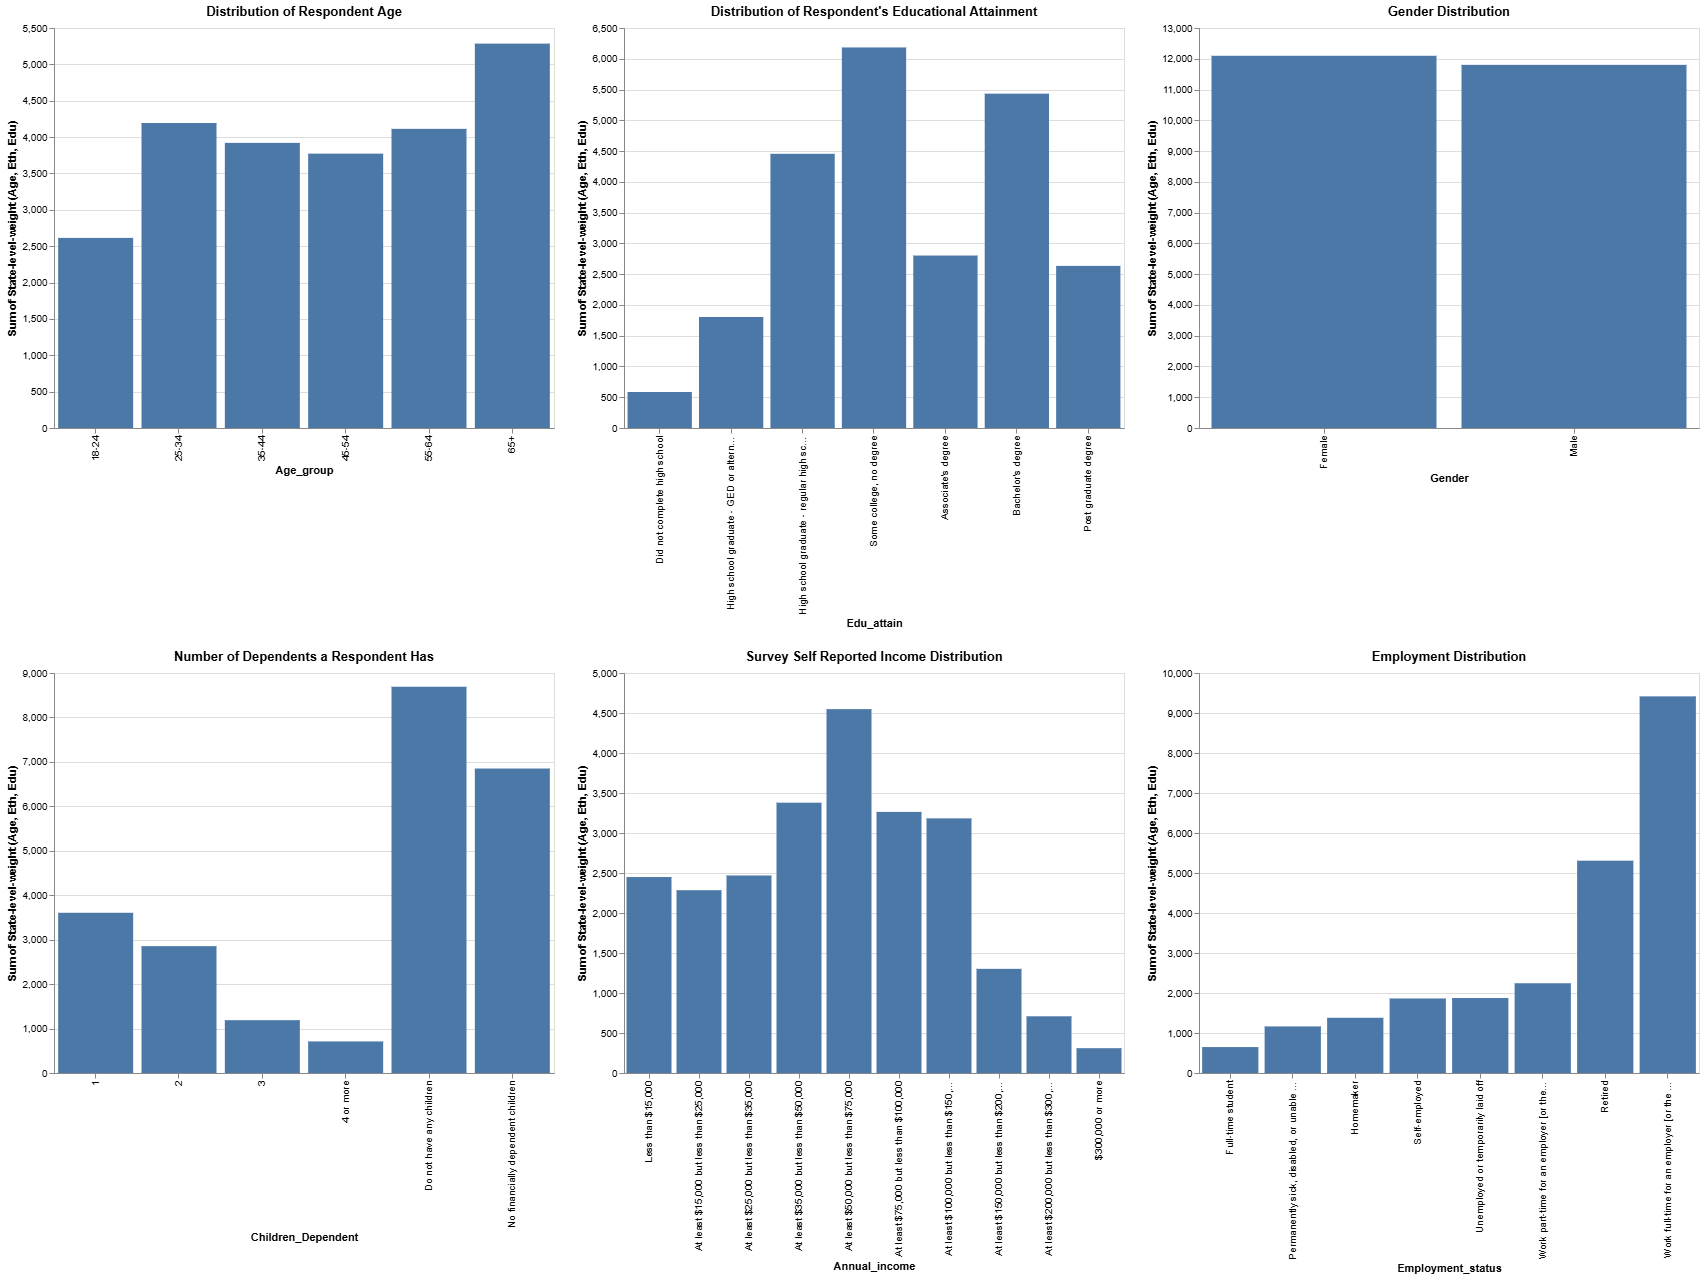 Distribution of Respondent Age
Sum of State-level-weight (Age, Eth, Edu)
5,500
5,000
4,500
4,000
3,500
3,000
2,500
2,000
1,500
1,000
500
0
18-24
25-34
35-44
45-54
55-64
65+
Age_group
Distribution of Respondent's Educational Attainment
Sum of State-level-weight (Age, Eth, Edu)
6,500
6,000
5,500
5,000
4,500
4,000
3,500
3,000
2,500
2,000
1,500
1,000
500
0
Did not complete high school
High school graduate - GED or altern...
High school graduate - regular high sc...
Some college, no degree
Associate's degree
Bachelor's degree
Post graduate degree
Edu_attain
Gender Distribution
Sum of State-level-weight (Age, Eth, Edu)
13,000
12,000
11,000
10,000
9,000
8,000
7,000
6,000
5,000
4,000
3,000
2,000
1,000
0
Female
Male
Gender
Number of Dependents a Respondent Has
Sum of State-level-weight (Age, Eth, Edu)
9,000
8,000
7,000
6,000
5,000
4,000
3,000
2,000
1,000
0
1
2
3
4 or more
Do not have any children
No financially dependent children
Children_Dependent
Survey Self Reported Income Distribution
Sum of State-level-weight (Age, Eth, Edu)
5,000
4,500
4,000
3,500
3,000
2,500
2,000
1,500
1,000
500
0
Less than $15,000
At least $15,000 but less than $25,000
At least $25,000 but less than $35,000
At least $35,000 but less than $50,000
At least $50,000 but less than $75,000
At least $75,000 but less than $100,000
At least $100,000 but less than $150,...
At least $150,000 but less than $200,...
At least $200,000 but less than $300,...
$300,000 or more
Annual_income
Employment Distribution
Sum of State-level-weight (Age, Eth, Edu)
10,000
9,000
8,000
7,000
6,000
5,000
4,000
3,000
2,000
1,000
0
Full-time student
Permanently sick, disabled, or unable ...
Homemaker
Self-employed
Unemployed or temporarily laid off
Work part-time for an employer [or the...
Retired
Work full-time for an employer [or the ...
Employment_status